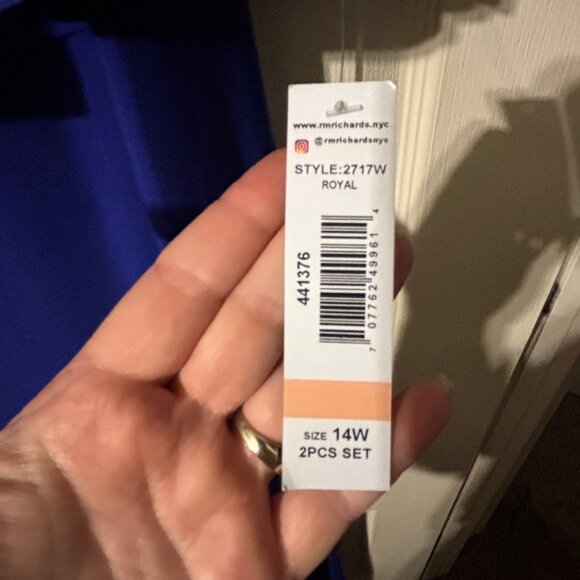 www.rmrichards.nyc
@rmrichardsnyc
STYLE:2717W
ROYAL
441376
7 07762 49961 4
SIZE 14W
2PCS SET